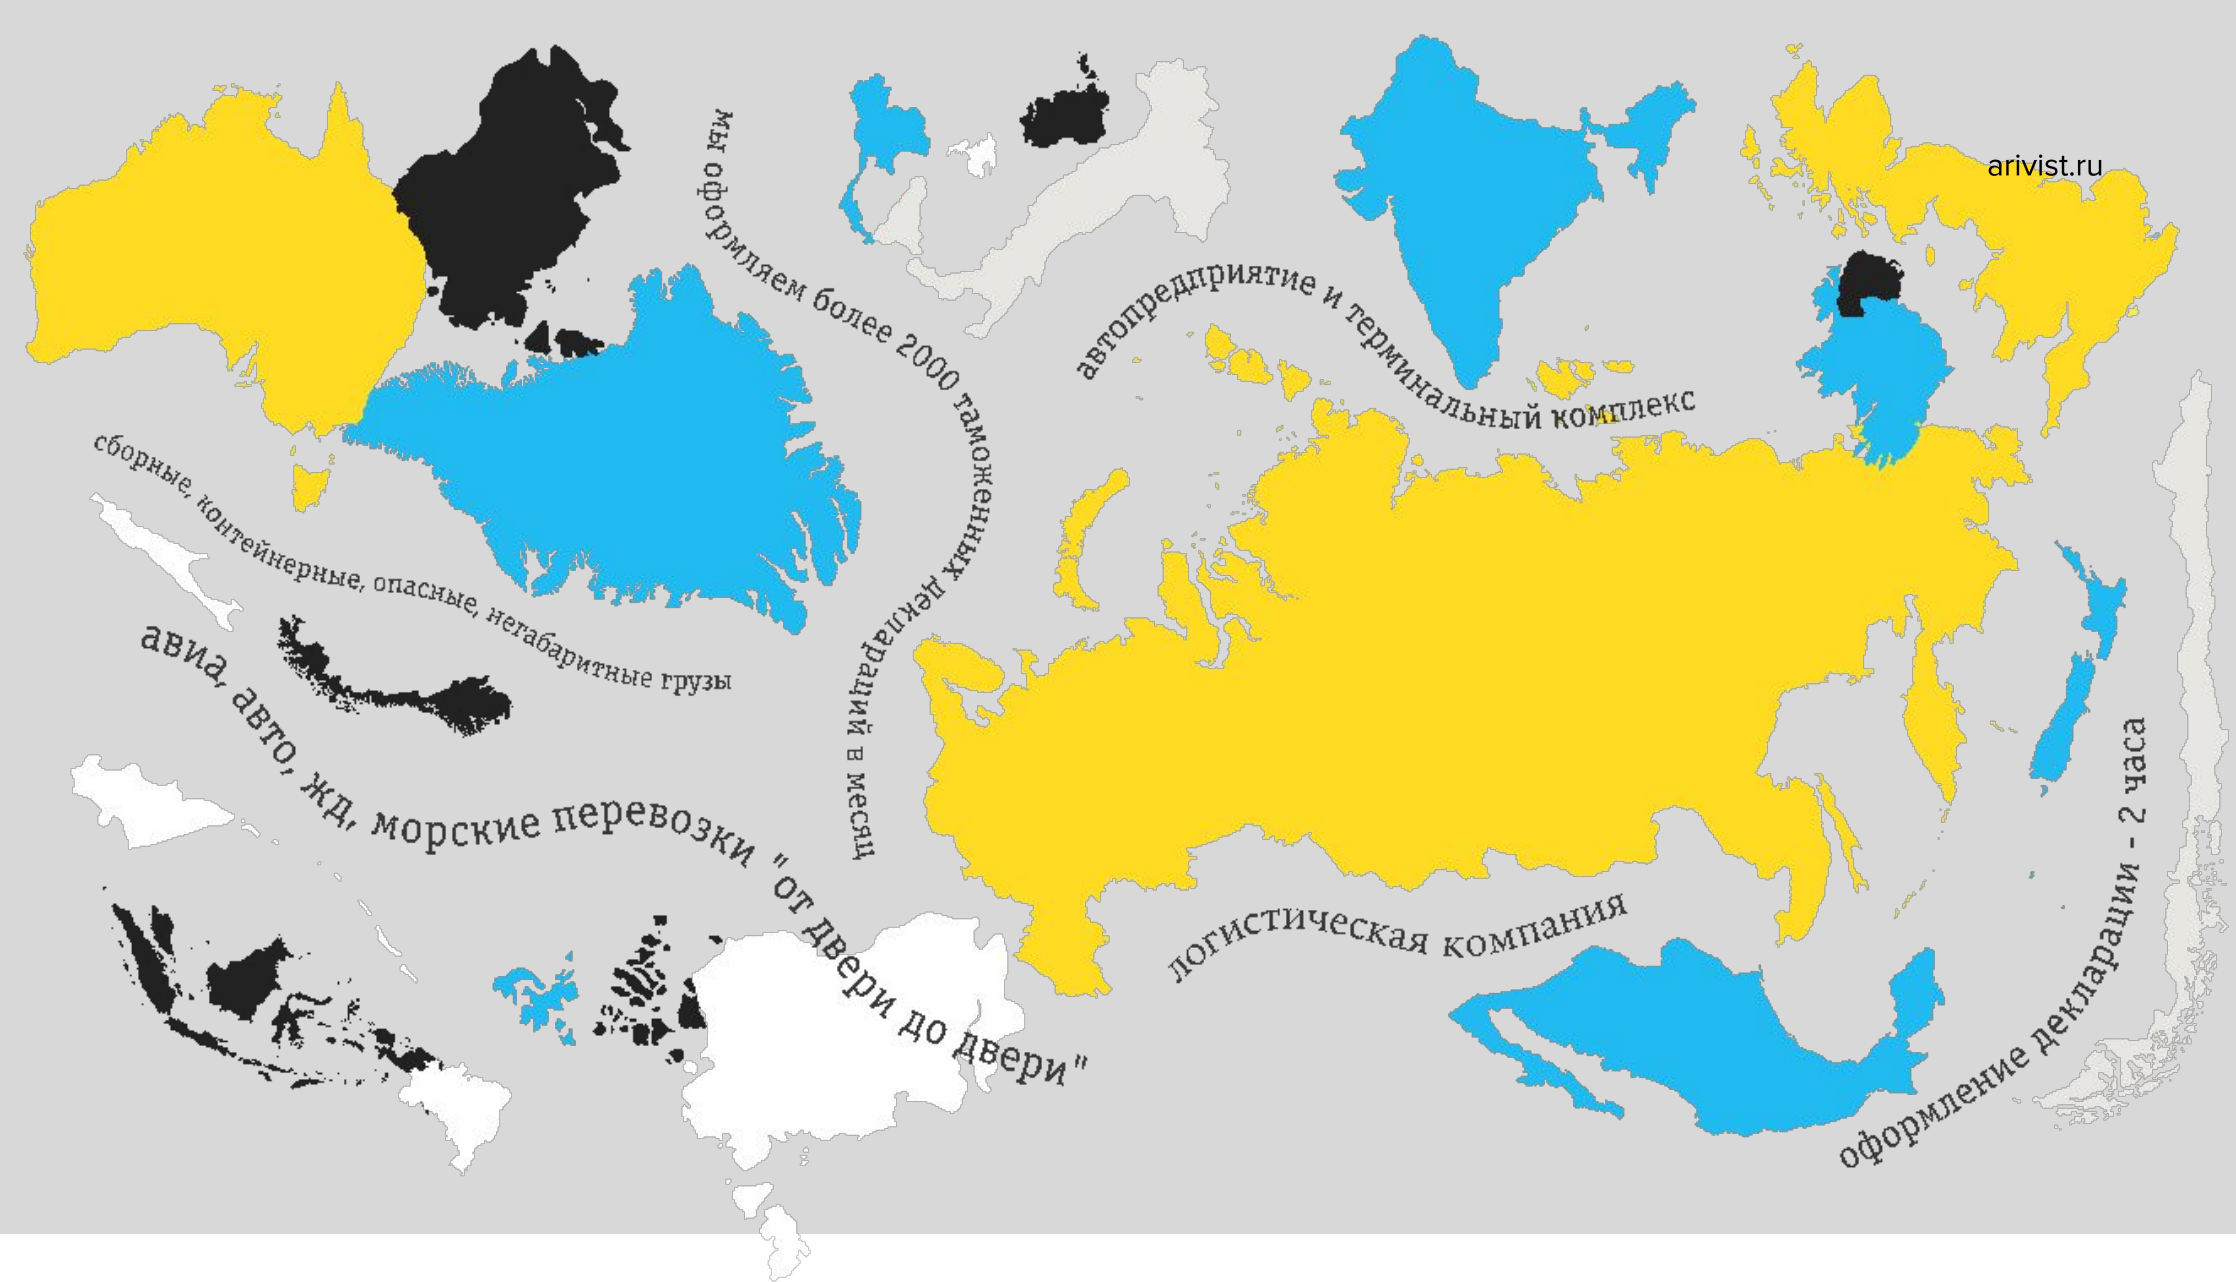 мы оформляем более 2000 таможенных деклараций в месяц
автопредприятие и терминальный комплекс
arivist.ru
сборные, контейнерные, опасные, негабаритные грузы
авиа, авто, жд, морские перевозки "от двери до двери"
логистическая компания
оформление декларации - 2 часа